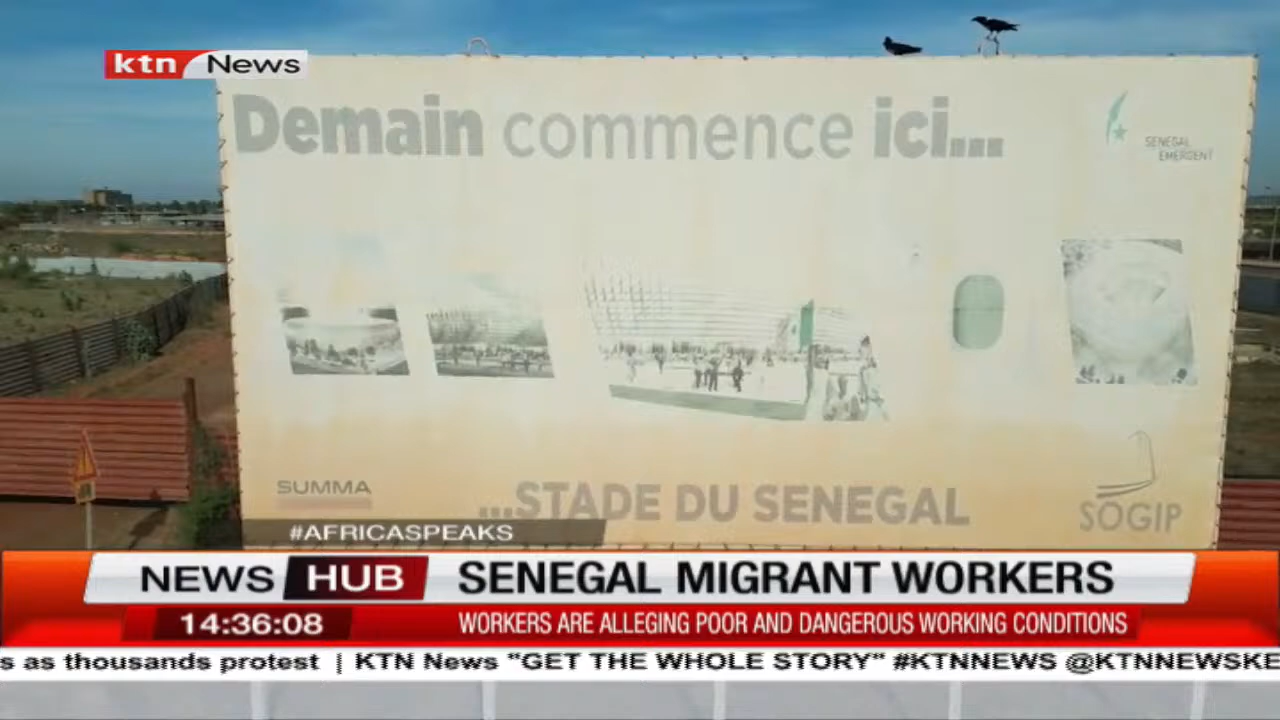 ktn News
Demain commence ici...
SENEGAL
EMERGENT
SUMMA
...STADE DU SENEGAL
SOGIP
#AFRICASPEAKS
NEWS HUB
SENEGAL MIGRANT WORKERS
14:36:08
WORKERS ARE ALLEGING POOR AND DANGEROUS WORKING CONDITIONS
s as thousands protest | KTN News "GET THE WHOLE STORY" #KTNNEWS @KTNNEWSKE